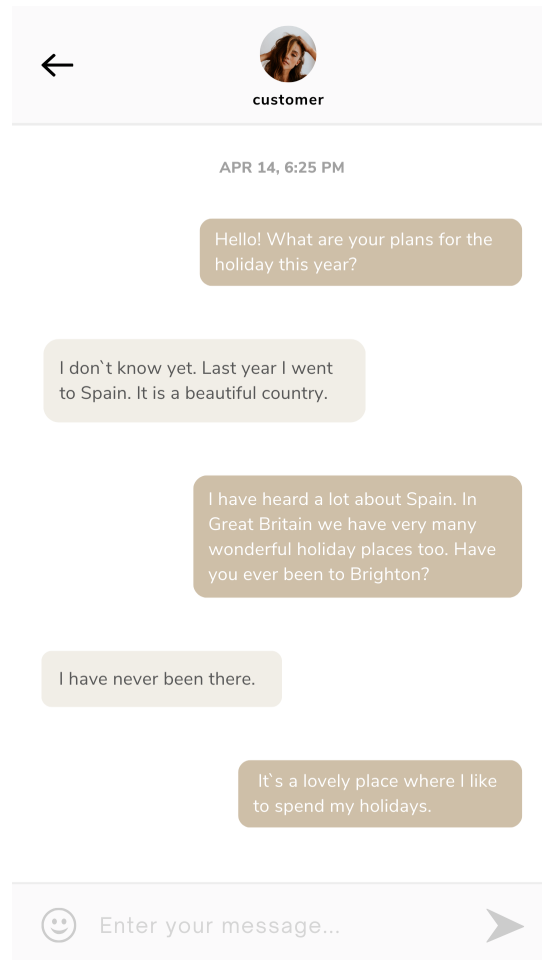 customer
APR 14, 6:25 PM
Hello! What are your plans for the
holiday this year?
I don`t know yet. Last year I went
to Spain. It is a beautiful country.
I have heard a lot about Spain. In
Great Britain we have very many
wonderful holiday places too. Have
you ever been to Brighton?
I have never been there.
It`s a lovely place where I like
to spend my holidays.
Enter your message...